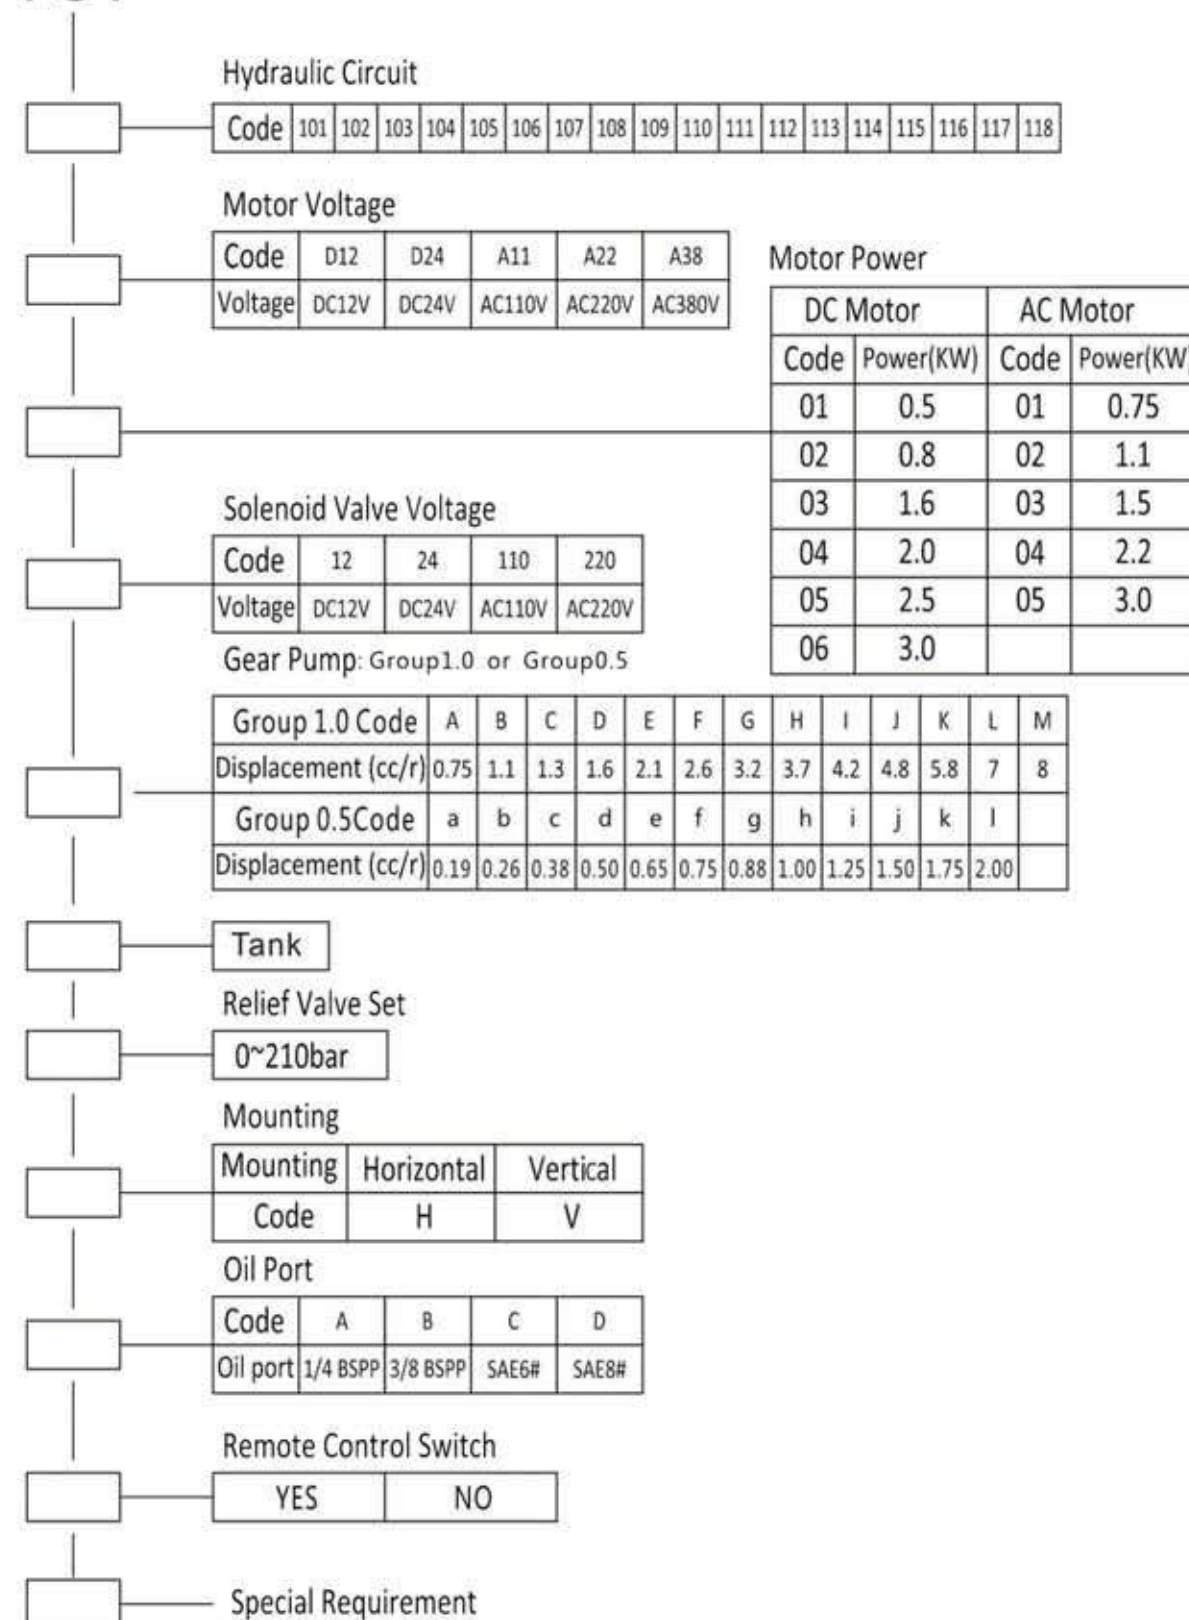 Hydraulic Circuit
Code 101 102 103 104 105 106 107 108 109 110 111 112 113 114 115 116 117 118
Motor Voltage
Code D12 D24 A11 A22 A38
Voltage DC12V DC24V AC110V AC220V AC380V
Motor Power
DC Motor AC Motor
Code Power(KW) Code Power(KW)
01 0.5 01 0.75
02 0.8 02 1.1
03 1.6 03 1.5
04 2.0 04 2.2
05 2.5 05 3.0
06 3.0
Solenoid Valve Voltage
Code 12 24 110 220
Voltage DC12V DC24V AC110V AC220V
Gear Pump: Group1.0 or Group0.5
Group 1.0 Code A B C D E F G H I J K L M
Displacement (cc/r) 0.75 1.1 1.3 1.6 2.1 2.6 3.2 3.7 4.2 4.8 5.8 7 8
Group 0.5Code a b c d e f g h i j k l
Displacement (cc/r) 0.19 0.26 0.38 0.50 0.65 0.75 0.88 1.00 1.25 1.50 1.75 2.00
Tank
Relief Valve Set
0~210bar
Mounting
Mounting Horizontal Vertical
Code H V
Oil Port
Code A B C D
Oil port 1/4 BSPP 3/8 BSPP SAE6# SAE8#
Remote Control Switch
YES NO
Special Requirement